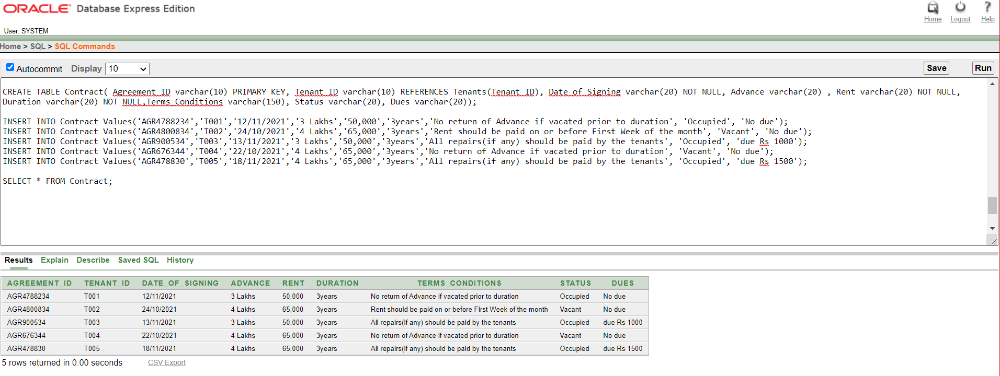 ORACLE Database Express Edition
Home Logout Help
User: SYSTEM
Home > SQL > SQL Commands
Autocommit Display 10 Save Run
CREATE TABLE Contract( Agreement_ID varchar(10) PRIMARY KEY, Tenant_ID varchar(10) REFERENCES Tenants(Tenant_ID), Date_of_Signing varchar(20) NOT NULL, Advance varchar(20) , Rent varchar(20) NOT NULL,
Duration varchar(20) NOT NULL,Terms_Conditions varchar(150), Status varchar(20), Dues varchar(20));
INSERT INTO Contract Values('AGR4788234','T001','12/11/2021','3 Lakhs','50,000','3years','No return of Advance if vacated prior to duration', 'Occupied', 'No due');
INSERT INTO Contract Values('AGR4800834','T002','24/10/2021','4 Lakhs','65,000','3years','Rent should be paid on or before First Week of the month', 'Vacant', 'No due');
INSERT INTO Contract Values('AGR900534','T003','13/11/2021','3 Lakhs','50,000','3years','All repairs(if any) should be paid by the tenants', 'Occupied', 'due Rs 1000');
INSERT INTO Contract Values('AGR676344','T004','22/10/2021','4 Lakhs','65,000','3years','No return of Advance if vacated prior to duration', 'Vacant', 'No due');
INSERT INTO Contract Values('AGR478830','T005','18/11/2021','4 Lakhs','65,000','3years','All repairs(if any) should be paid by the tenants', 'Occupied', 'due Rs 1500');
SELECT * FROM Contract;
Results Explain Describe Saved SQL History
AGREEMENT_ID TENANT_ID DATE_OF_SIGNING ADVANCE RENT DURATION TERMS_CONDITIONS STATUS DUES
AGR4788234 T001 12/11/2021 3 Lakhs 50,000 3years No return of Advance if vacated prior to duration Occupied No due
AGR4800834 T002 24/10/2021 4 Lakhs 65,000 3years Rent should be paid on or before First Week of the month Vacant No due
AGR900534 T003 13/11/2021 3 Lakhs 50,000 3years All repairs(if any) should be paid by the tenants Occupied due Rs 1000
AGR676344 T004 22/10/2021 4 Lakhs 65,000 3years No return of Advance if vacated prior to duration Vacant No due
AGR478830 T005 18/11/2021 4 Lakhs 65,000 3years All repairs(if any) should be paid by the tenants Occupied due Rs 1500
5 rows returned in 0.00 seconds CSV Export